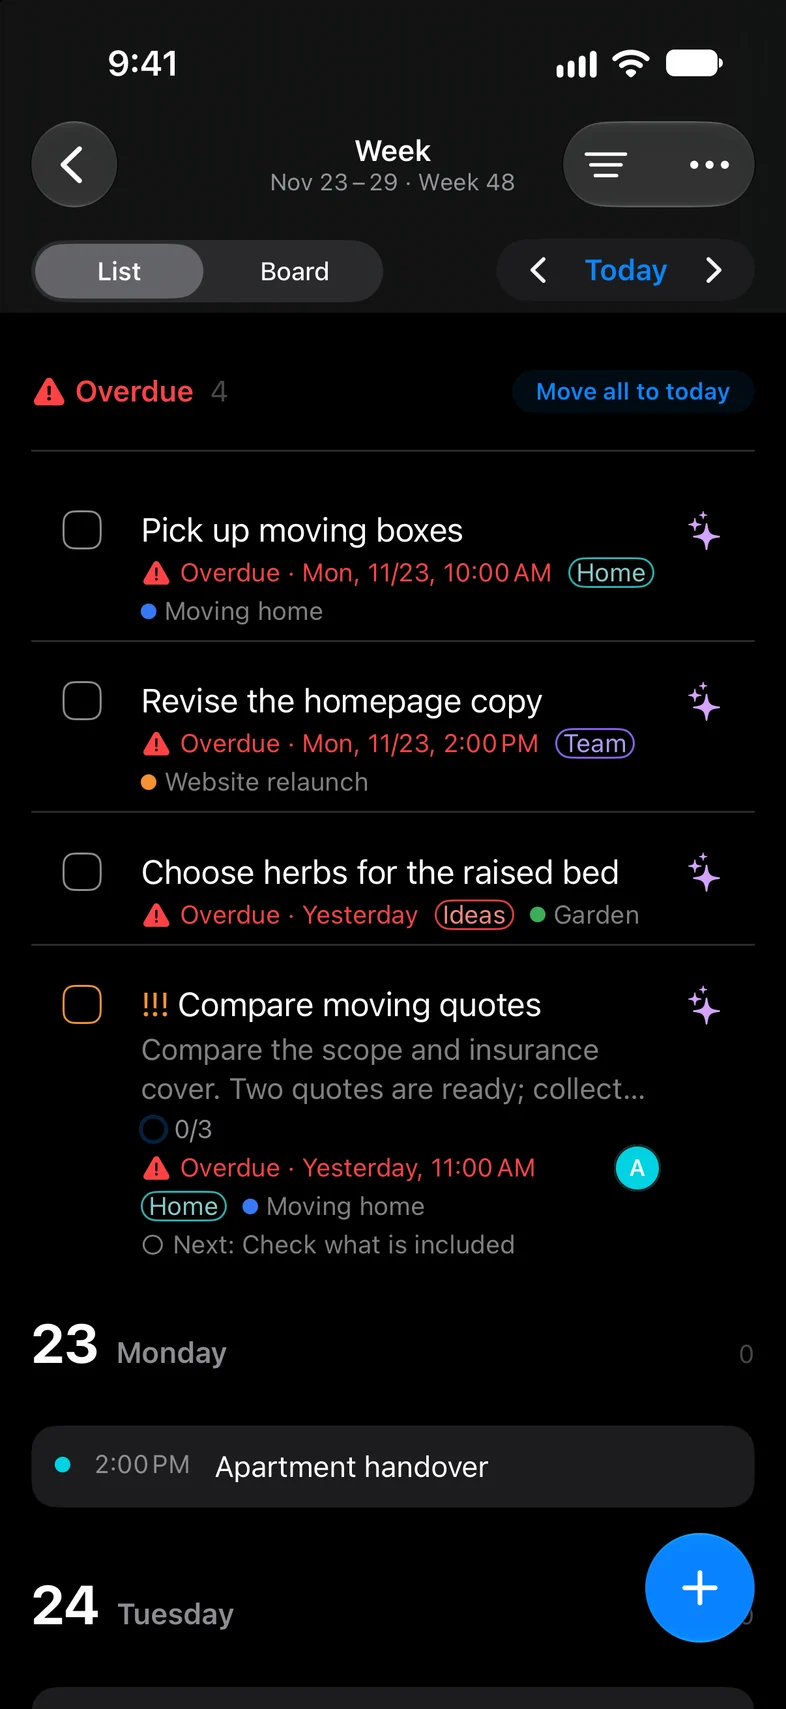 9:41
Week
Nov 23 – 29 · Week 48
List
Board
Today
Overdue 4
Move all to today
Pick up moving boxes
Overdue · Mon, 11/23, 10:00 AM Home
Moving home
Revise the homepage copy
Overdue · Mon, 11/23, 2:00 PM Team
Website relaunch
Choose herbs for the raised bed
Overdue · Yesterday Ideas Garden
!!! Compare moving quotes
Compare the scope and insurance
cover. Two quotes are ready; collect...
0/3
Overdue · Yesterday, 11:00 AM A
Home Moving home
Next: Check what is included
23 Monday 0
2:00 PM Apartment handover
24 Tuesday